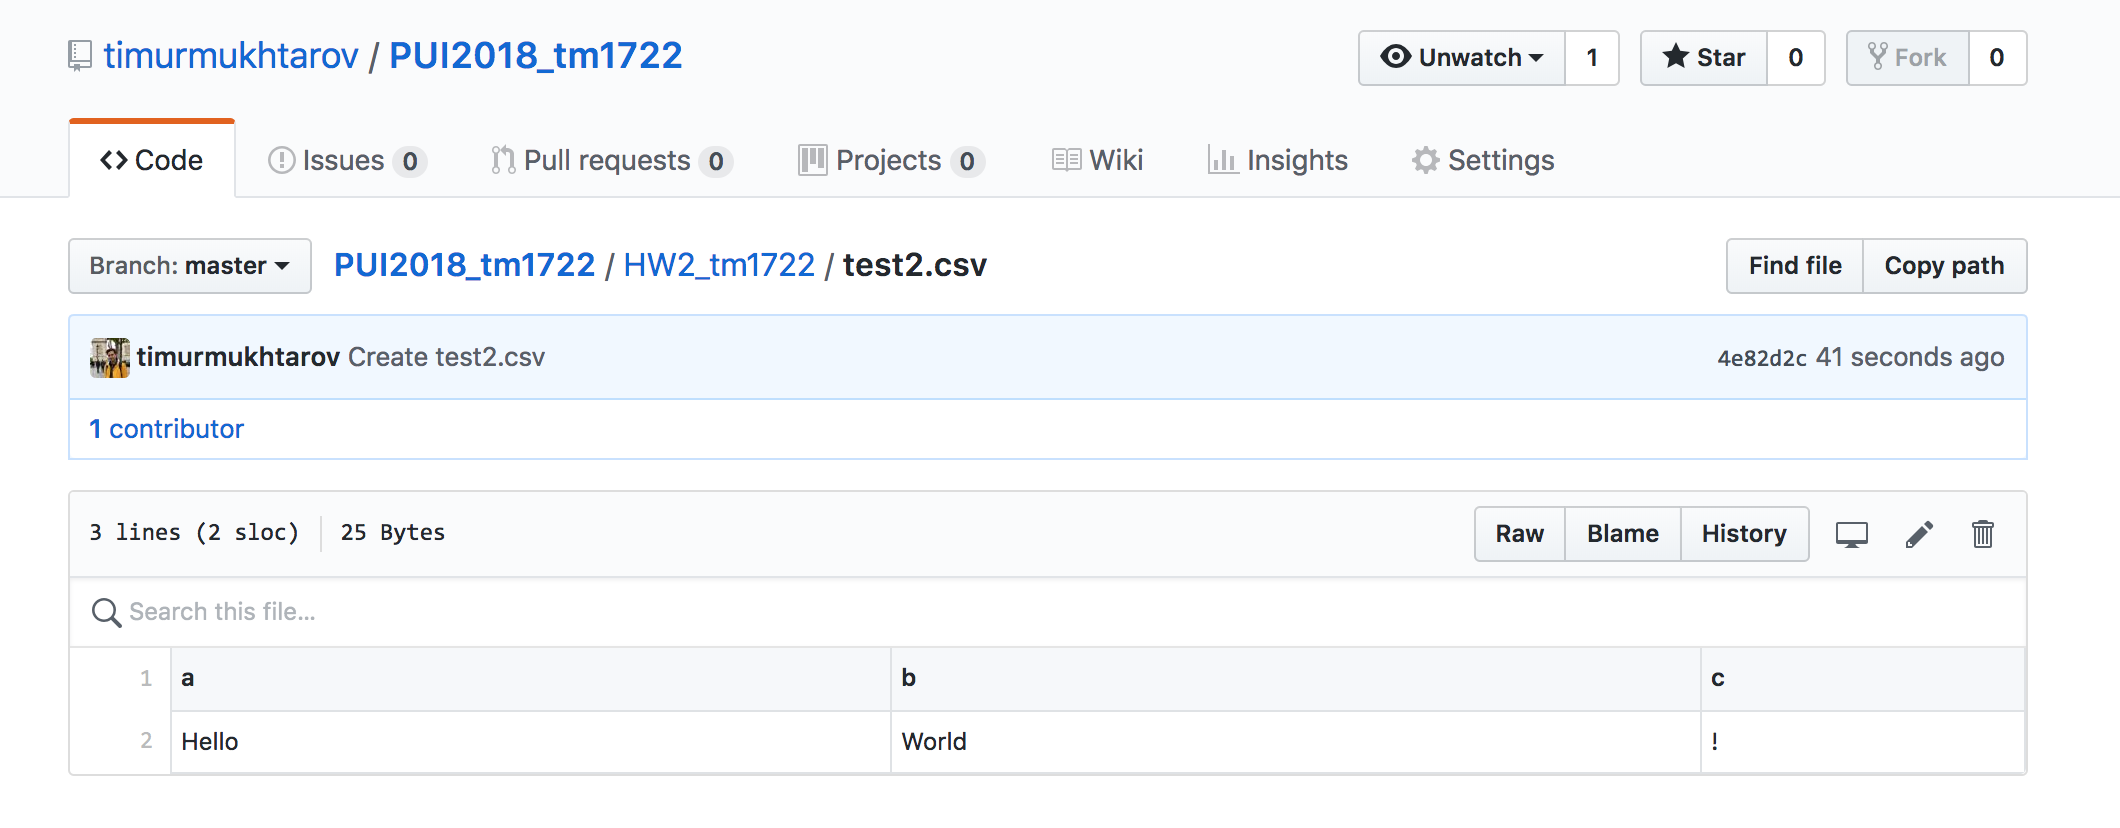 timurmukhtarov / PUI2018_tm1722
Unwatch 1 Star 0 Fork 0
Code Issues 0 Pull requests 0 Projects 0 Wiki Insights Settings
Branch: master PUI2018_tm1722 / HW2_tm1722 / test2.csv Find file Copy path
timurmukhtarov Create test2.csv 4e82d2c 41 seconds ago
1 contributor
3 lines (2 sloc) 25 Bytes Raw Blame History
Search this file...
1 a b c
2 Hello World !